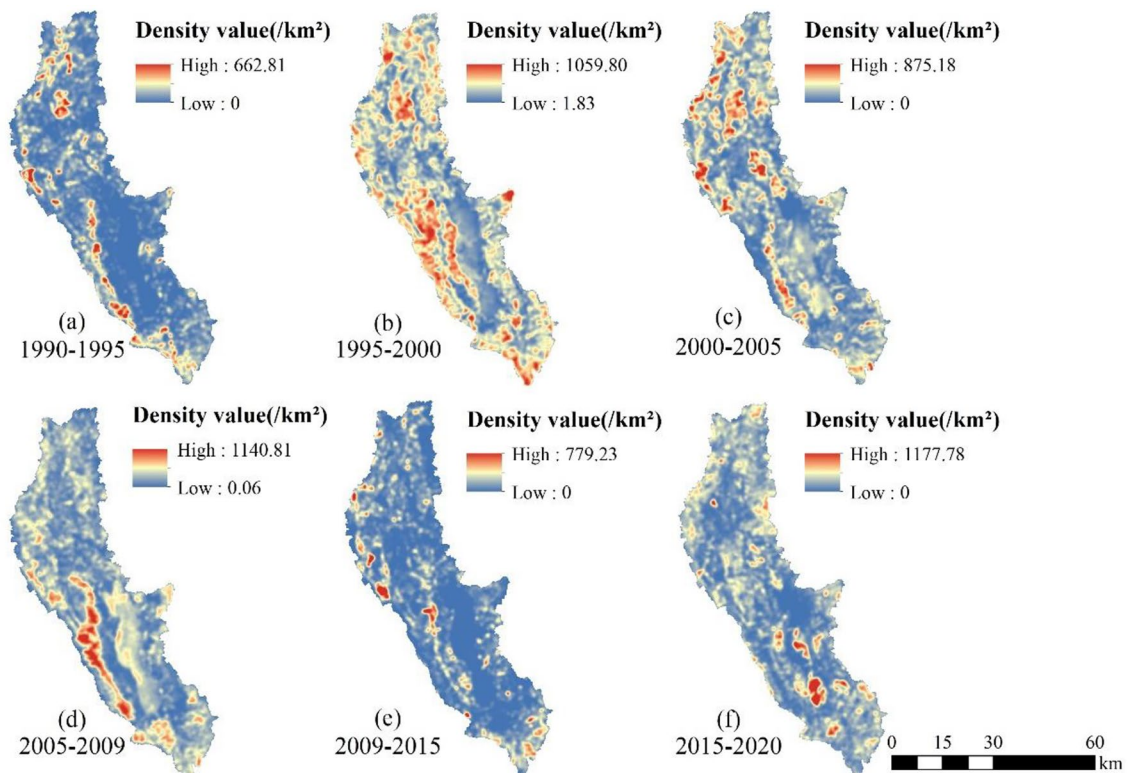 Density value(/km²)
High : 662.81
Low : 0
(a)
1990-1995
Density value(/km²)
High : 1059.80
Low : 1.83
(b)
1995-2000
Density value(/km²)
High : 875.18
Low : 0
(c)
2000-2005
Density value(/km²)
High : 1140.81
Low : 0.06
(d)
2005-2009
Density value(/km²)
High : 779.23
Low : 0
(e)
2009-2015
Density value(/km²)
High : 1177.78
Low : 0
(f)
2015-2020
0 15 30 60
km